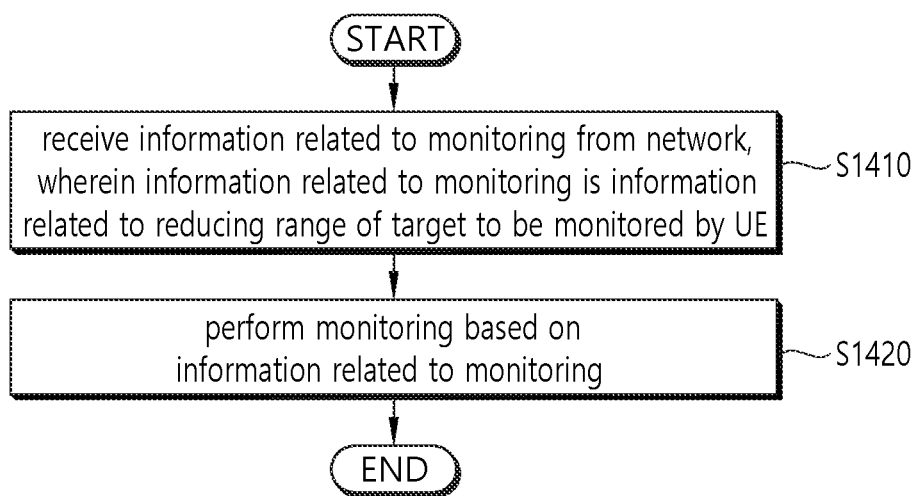 START
receive information related to monitoring from network,
wherein information related to monitoring is information
related to reducing range of target to be monitored by UE
S1410
perform monitoring based on
information related to monitoring
S1420
END